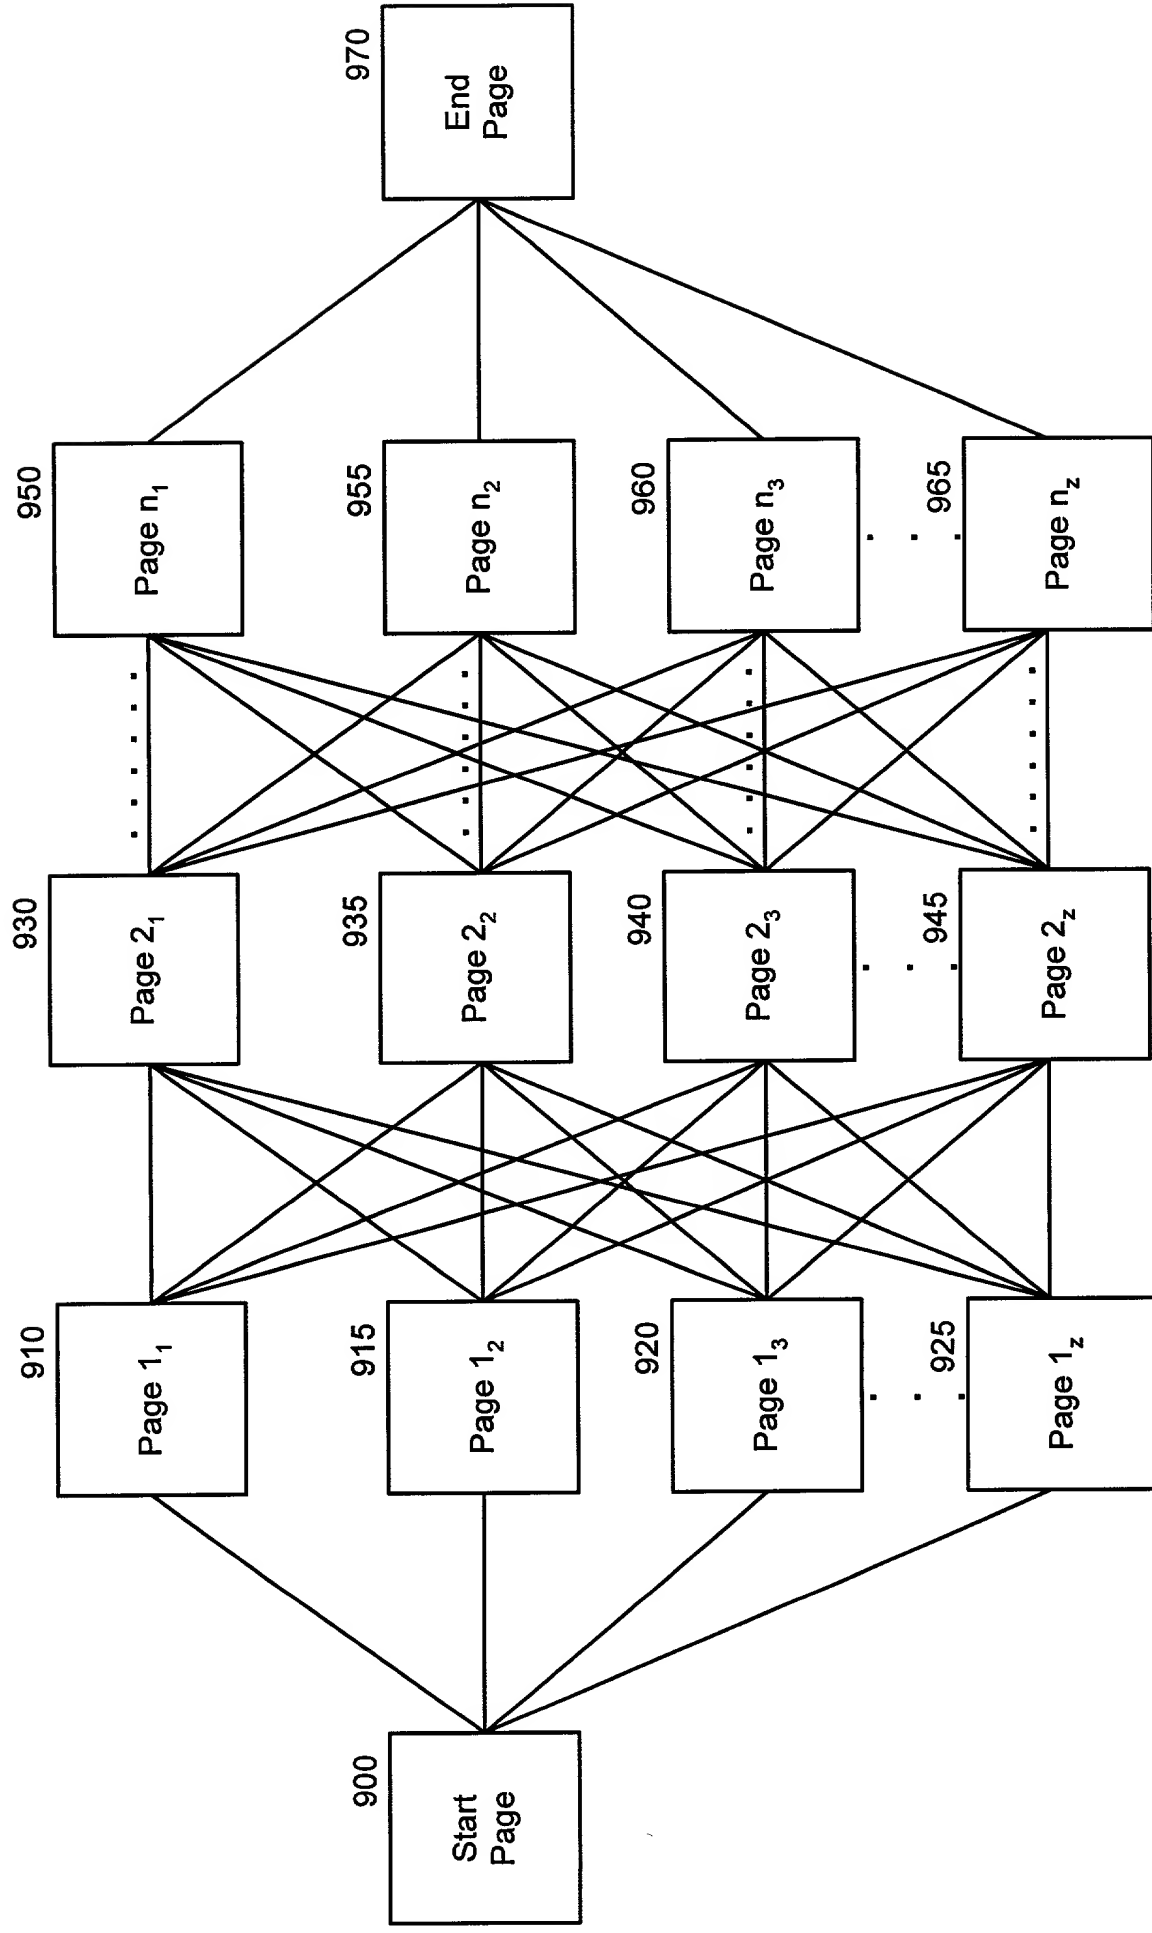 900
Start
Page
910
Page 1₁
915
Page 1₂
920
Page 1₃
925
Page 1z
930
Page 2₁
935
Page 2₂
940
Page 2₃
945
Page 2z
950
Page n₁
955
Page n₂
960
Page n₃
965
Page nz
970
End
Page